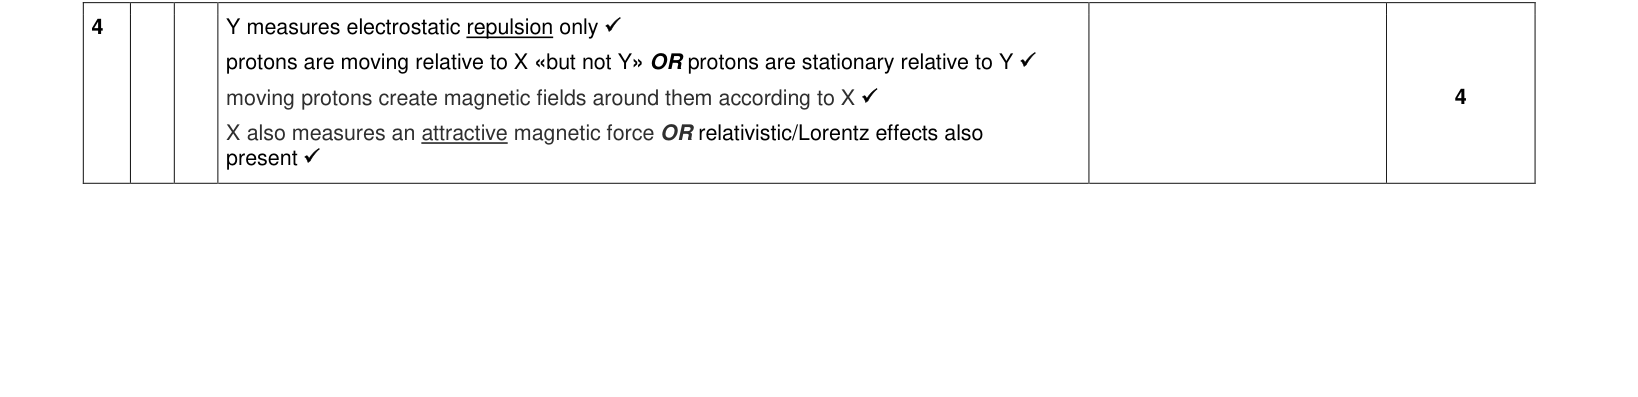 4
Y measures electrostatic repulsion only ✓
protons are moving relative to X «but not Y» OR protons are stationary relative to Y ✓
moving protons create magnetic fields around them according to X ✓
4
X also measures an attractive magnetic force OR relativistic/Lorentz effects also
present ✓